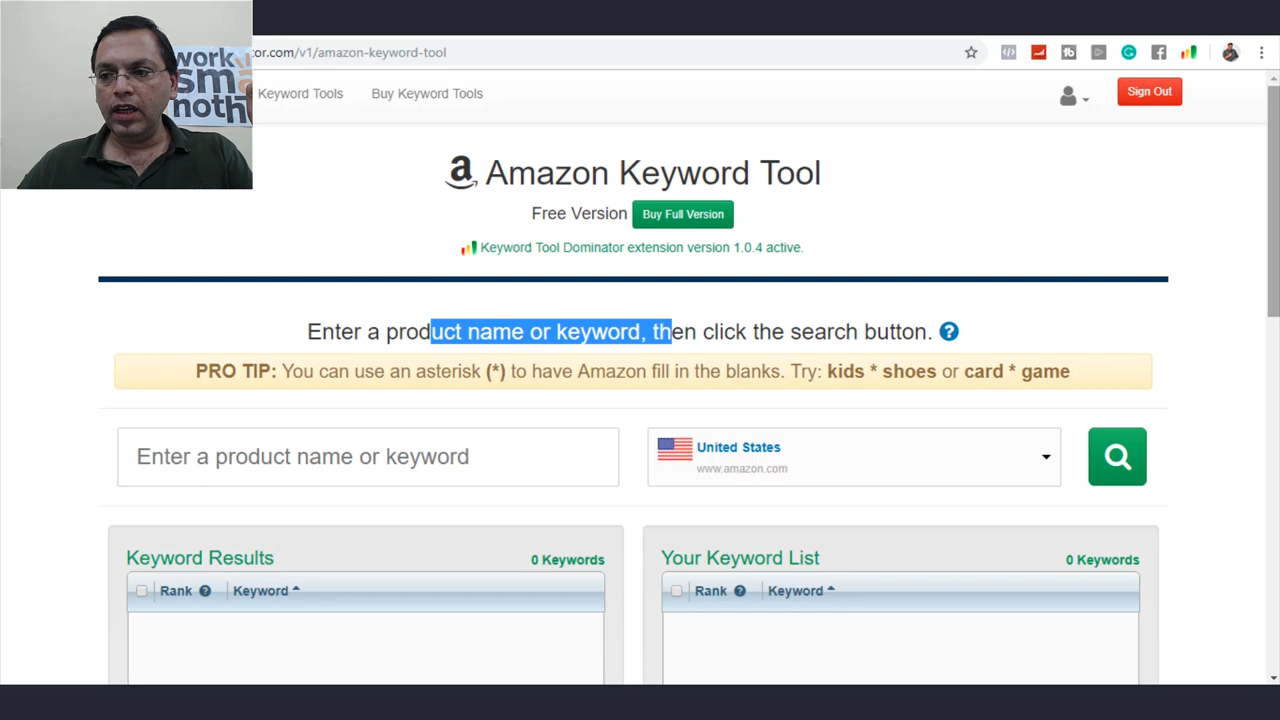 work
sm
noth
or.com/v1/amazon-keyword-tool
Keyword Tools
Buy Keyword Tools
Sign Out
Amazon Keyword Tool
Free Version
Buy Full Version
Keyword Tool Dominator extension version 1.0.4 active.
Enter a product name or keyword, then click the search button.
PRO TIP: You can use an asterisk (*) to have Amazon fill in the blanks. Try: kids * shoes or card * game
Enter a product name or keyword
United States
www.amazon.com
Keyword Results
0 Keywords
Rank
Keyword
Your Keyword List
0 Keywords
Rank
Keyword